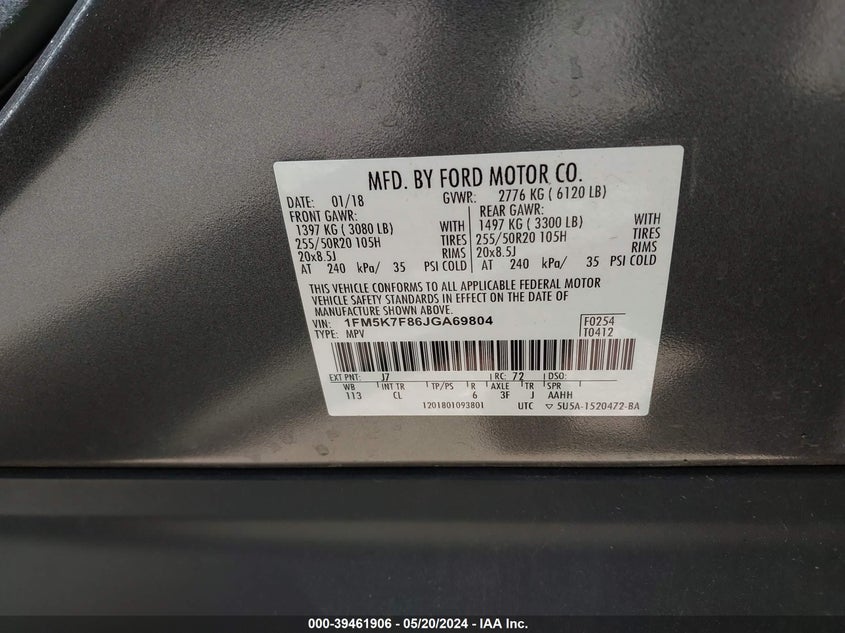 MFD. BY FORD MOTOR CO.
DATE: 01/18 GVWR: 2776 KG ( 6120 LB)
FRONT GAWR: REAR GAWR:
1397 KG ( 3080 LB) WITH 1497 KG ( 3300 LB) WITH
255/50R20 105H TIRES 255/50R20 105H TIRES
20x8.5J RIMS 20x8.5J RIMS
AT 240 kPa/ 35 PSI COLD AT 240 kPa/ 35 PSI COLD
THIS VEHICLE CONFORMS TO ALL APPLICABLE FEDERAL MOTOR
VEHICLE SAFETY STANDARDS IN EFFECT ON THE DATE OF
MANUFACTURE SHOWN ABOVE.
VIN: 1FM5K7F86JGA69804 F0254
TYPE: MPV T0412
EXT PNT: J7 RC: 72 DSO:
WB INT TR TP/PS R AXLE TR SPR
113 CL 6 3F J AAHH
1201801093801 UTC ▽ 5U5A-1520472-BA
000-39461906 - 05/20/2024 - IAA Inc.